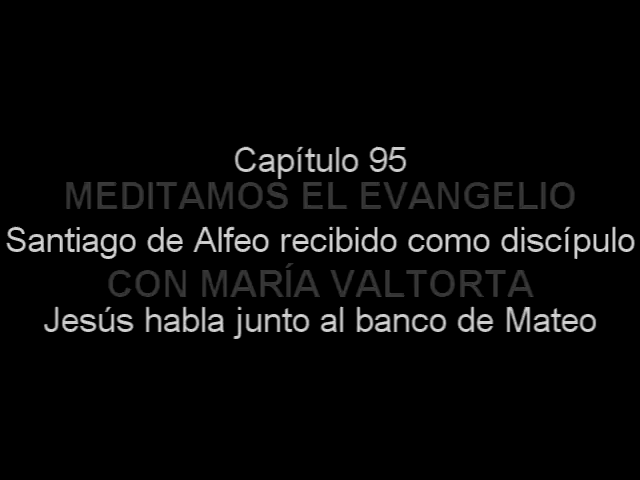 Capítulo 95
MEDITAMOS EL EVANGELIO
Santiago de Alfeo recibido como discípulo
CON MARÍA VALTORTA
Jesús habla junto al banco de Mateo